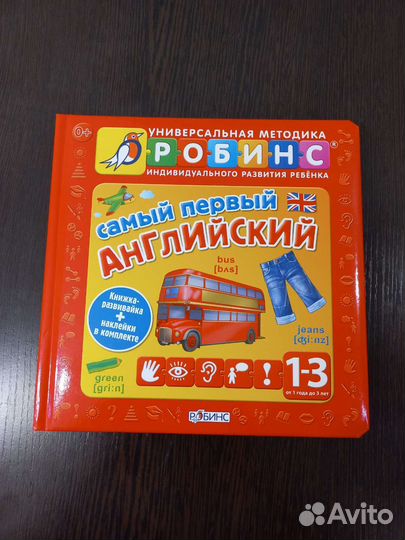 0+
УНИВЕРСАЛЬНАЯ МЕТОДИКА
РОБИНС®
ИНДИВИДУАЛЬНОГО РАЗВИТИЯ РЕБЁНКА
самый первый
АНГЛИЙСКИЙ
bus
[bʌs]
Книжка-
развивайка
+
наклейки
в комплекте
jeans
[ʤi:nz]
green
[gri:n]
1-3
от 1 года до 3 лет
РОБИНС
Avito